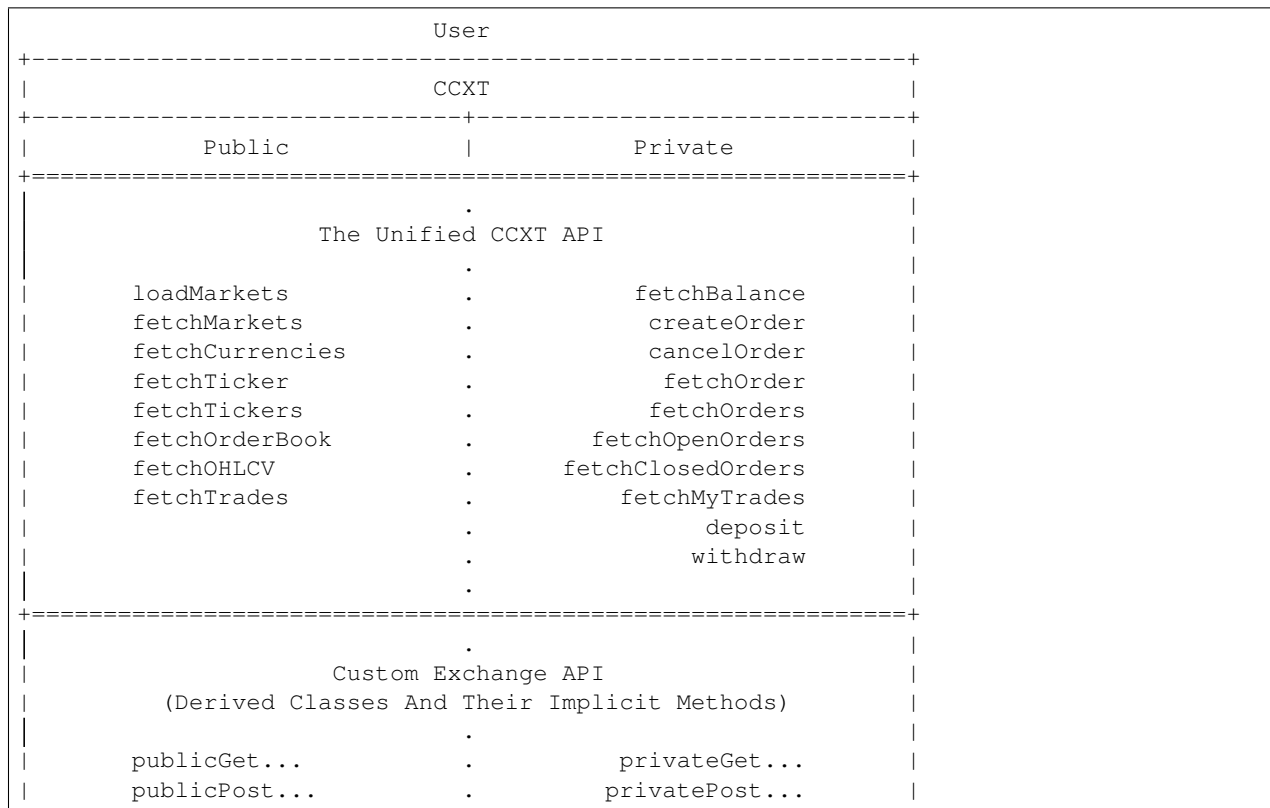 User
+-------------------------------------------------------------+
|                            CCXT                             |
+------------------------------+------------------------------+
|            Public            |           Private            |
+=============================================================+
│                              .                              |
│                    The Unified CCXT API                     |
│                              .                              |
|       loadMarkets            .           fetchBalance       |
|       fetchMarkets           .            createOrder       |
|       fetchCurrencies        .            cancelOrder       |
|       fetchTicker            .             fetchOrder       |
|       fetchTickers           .            fetchOrders       |
|       fetchOrderBook         .        fetchOpenOrders       |
|       fetchOHLCV             .      fetchClosedOrders       |
|       fetchTrades            .          fetchMyTrades       |
|                              .                deposit       |
|                              .               withdraw       |
│                              .                              |
+=============================================================+
│                              .                              |
|                     Custom Exchange API                     |
|         (Derived Classes And Their Implicit Methods)        |
│                              .                              |
|       publicGet...           .          privateGet...       |
|       publicPost...          .         privatePost...       |